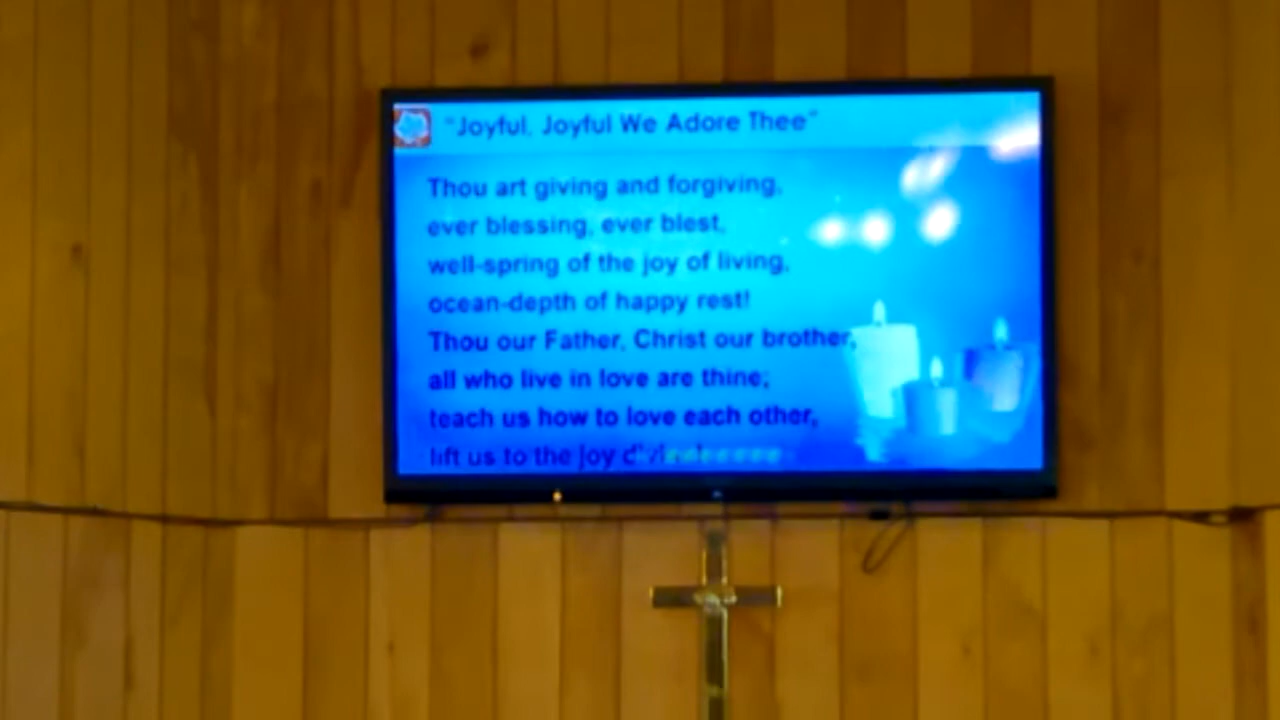 "Joyful, Joyful We Adore Thee"
Thou art giving and forgiving,
ever blessing, ever blest,
well-spring of the joy of living,
ocean-depth of happy rest!
Thou our Father, Christ our brother,
all who live in love are thine;
teach us how to love each other,
lift us to the joy